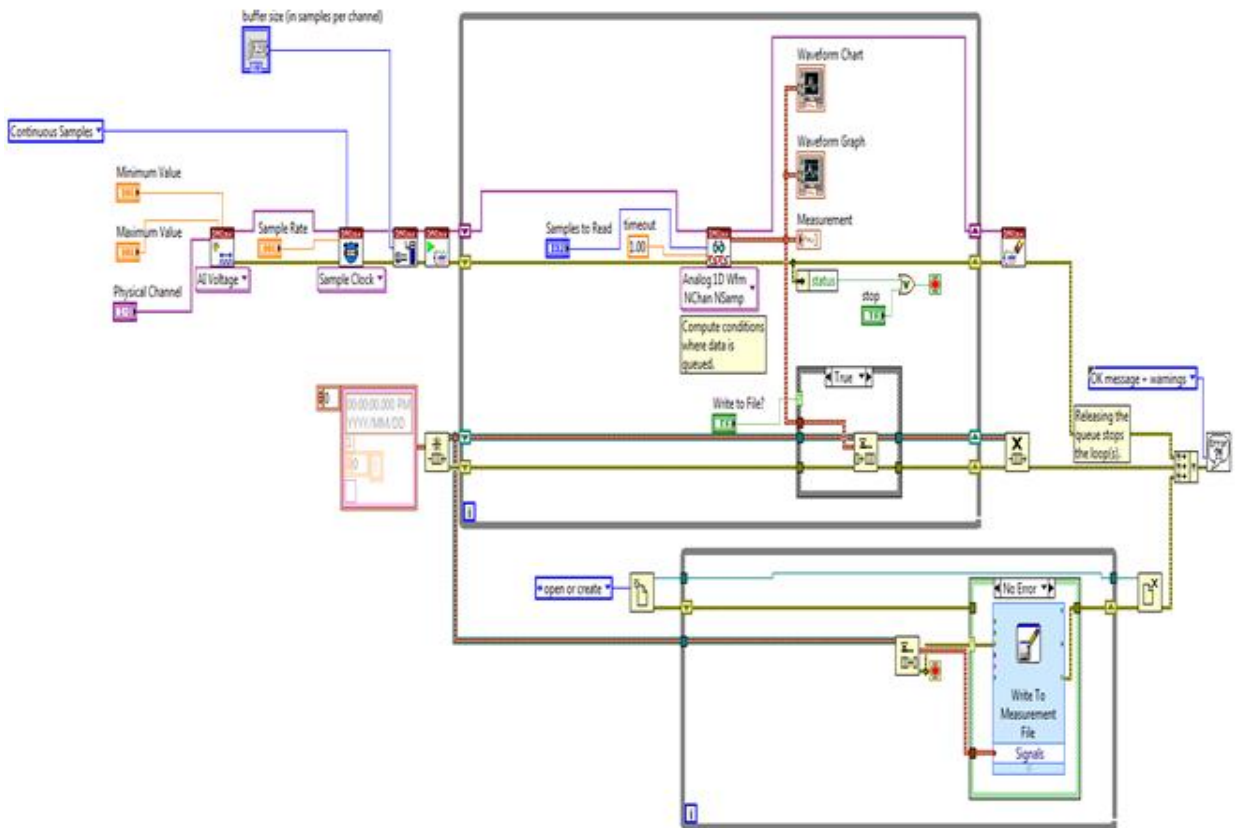 buffer size (in samples per channel)
Continuous Samples
Minimum Value
Maximum Value
Physical Channel
AI Voltage
Sample Rate
Sample Clock
Waveform Chart
Waveform Graph
Measurement
Samples to Read
timeout
1.00
Analog 1D Wfm
NChan NSamp
Compute conditions
where data is
queued.
status
stop
True
Write to File?
0
00:00:00.000 PM
YYYY/MM/DD
0
i
OK message + warnings
Releasing the
queue stops
the loop(s).
open or create
No Error
Write To
Measurement
File
Signals
i